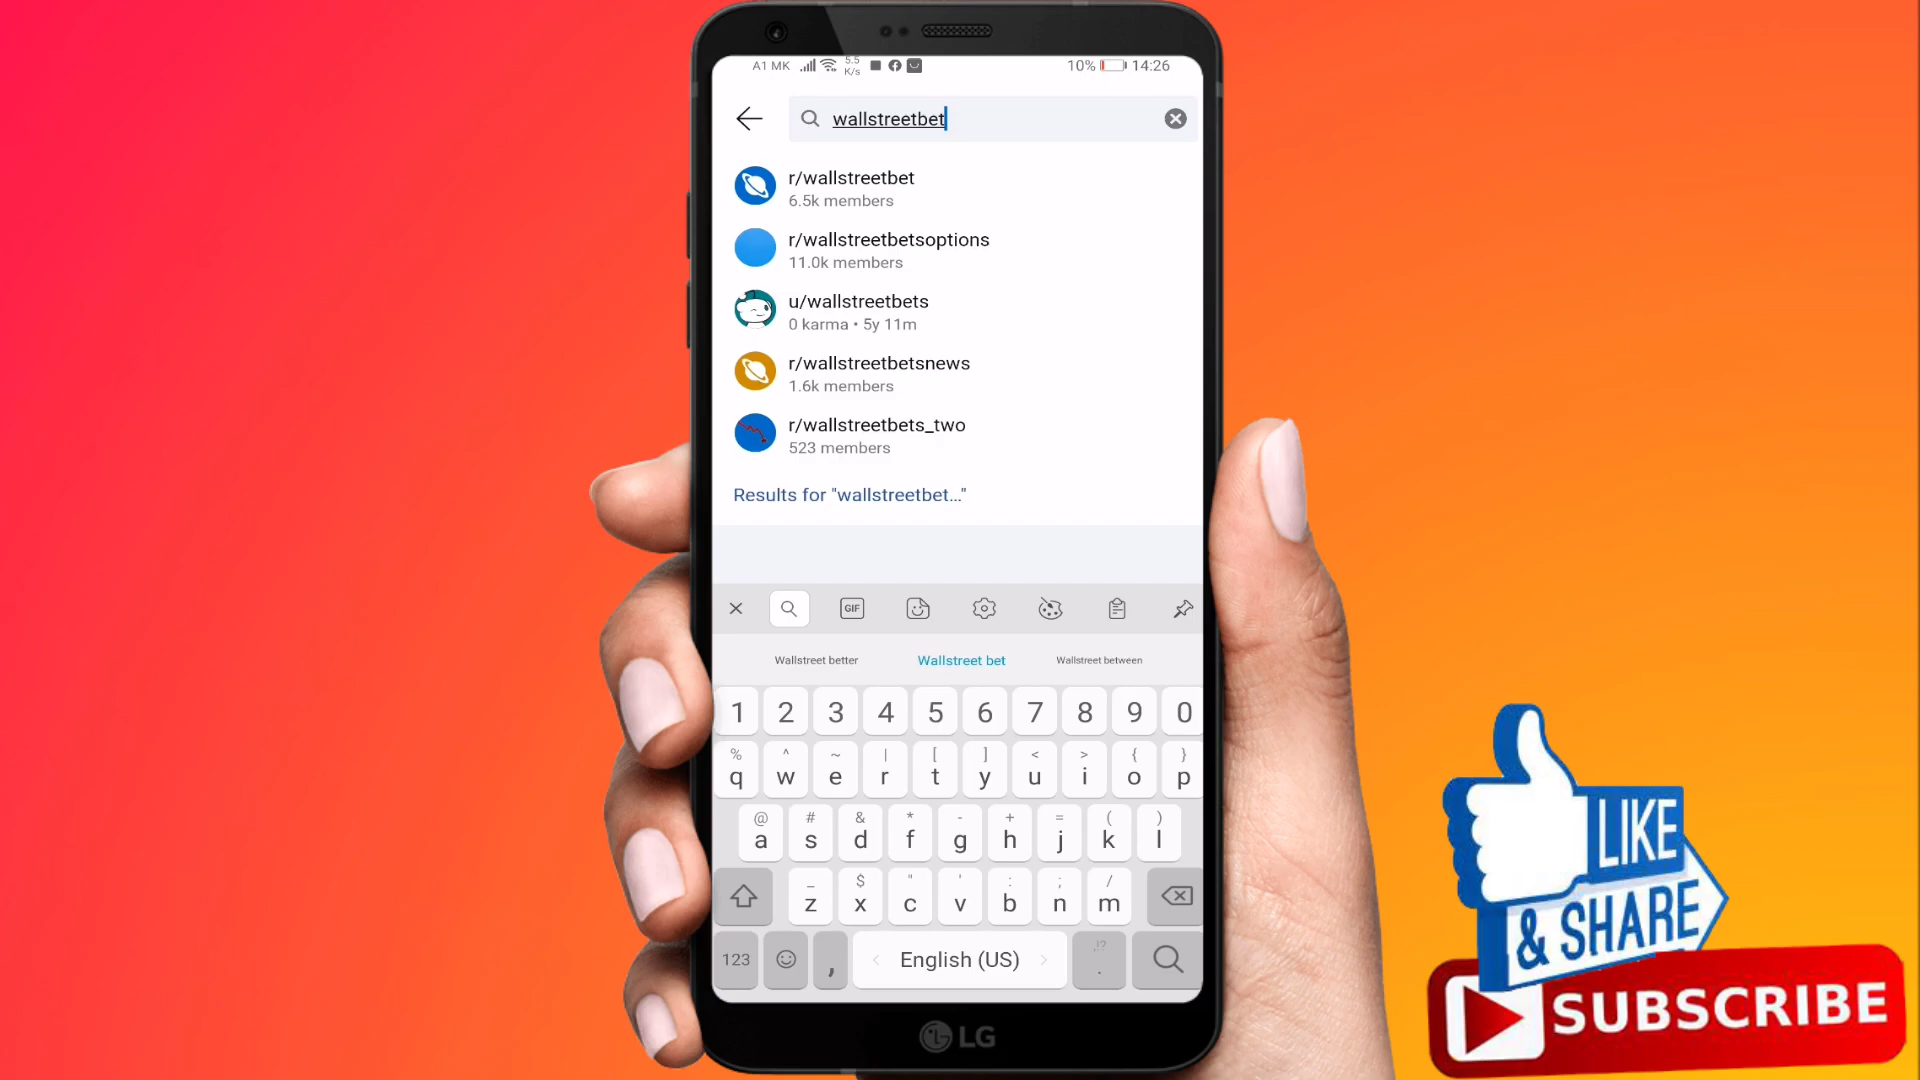 A1 MK 5.5 K/s 10% 14:26
wallstreetbet
r/wallstreetbet
6.5k members
r/wallstreetbetsoptions
11.0k members
u/wallstreetbets
0 karma • 5y 11m
r/wallstreetbetsnews
1.6k members
r/wallstreetbets_two
523 members
Results for "wallstreetbet..."
GIF
Wallstreet better Wallstreet bet Wallstreet between
1 2 3 4 5 6 7 8 9 0
% ^ ~ | [ ] < > { }
q w e r t y u i o p
@ # & * - + = ( )
a s d f g h j k l
_ $ " ' : ; /
z x c v b n m
,!?
123 , English (US) .
LG
LIKE
& SHARE
SUBSCRIBE